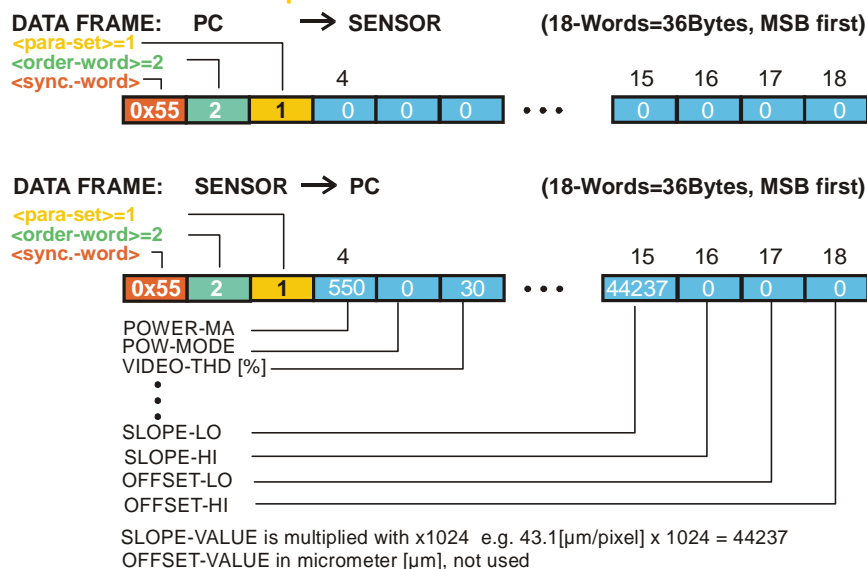 DATA FRAME: PC → SENSOR (18-Words=36Bytes, MSB first)
<para-set>=1
<order-word>=2
<sync.-word>
4 15 16 17 18
0x55 2 1 0 0 0 • • • 0 0 0 0
DATA FRAME: SENSOR → PC (18-Words=36Bytes, MSB first)
<para-set>=1
<order-word>=2
<sync.-word>
4 15 16 17 18
0x55 2 1 550 0 30 • • • 44237 0 0 0
POWER-MA
POW-MODE
VIDEO-THD [%]
SLOPE-LO
SLOPE-HI
OFFSET-LO
OFFSET-HI
SLOPE-VALUE is multiplied with x1024 e.g. 43.1[µm/pixel] x 1024 = 44237
OFFSET-VALUE in micrometer [µm], not used